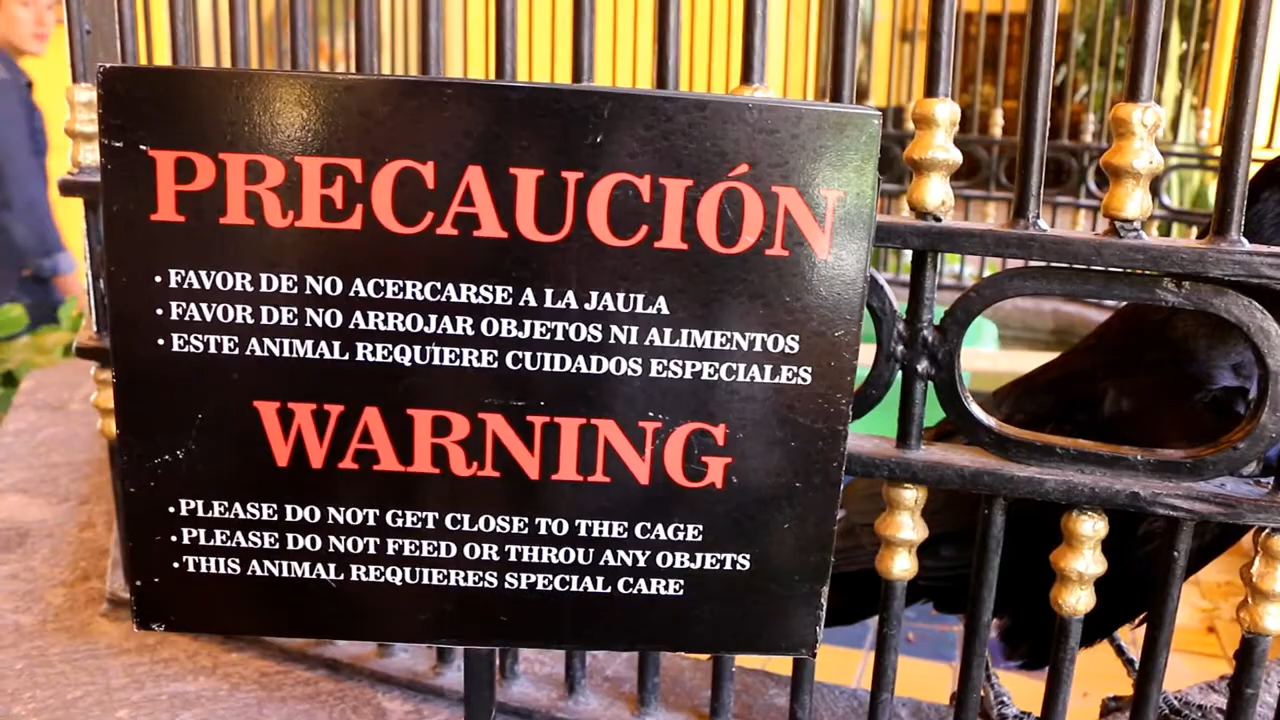 PRECAUCIÓN
• FAVOR DE NO ACERCARSE A LA JAULA
• FAVOR DE NO ARROJAR OBJETOS NI ALIMENTOS
• ESTE ANIMAL REQUIERE CUIDADOS ESPECIALES
WARNING
• PLEASE DO NOT GET CLOSE TO THE CAGE
• PLEASE DO NOT FEED OR THROU ANY OBJETS
• THIS ANIMAL REQUIERES SPECIAL CARE